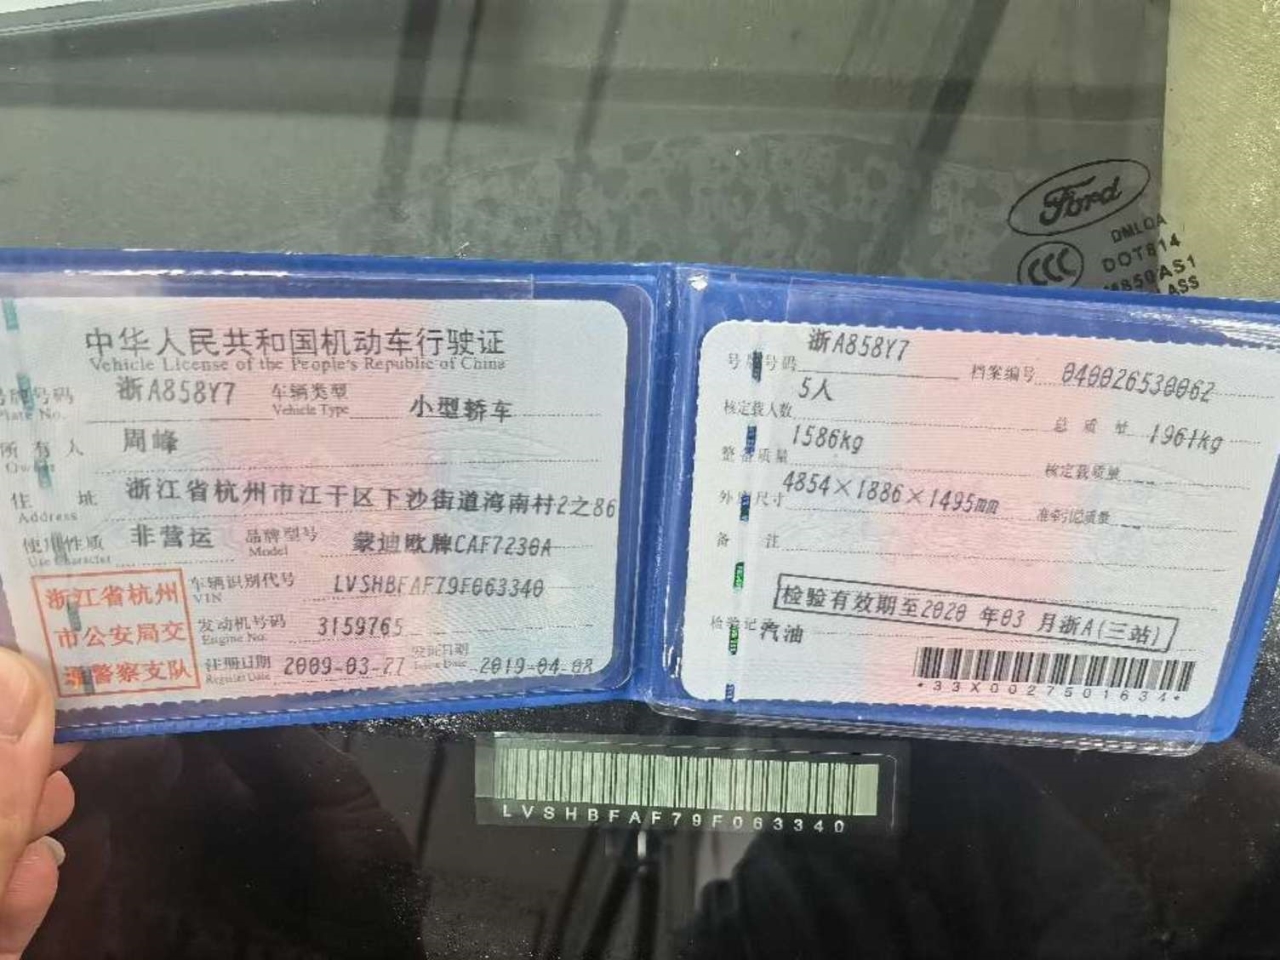 Ford
DMLOA
CCC
DOT814
M850AS1
中华人民共和国机动车行驶证
Vehicle License of the People's Republic of China
号牌号码 浙A858Y7 车辆类型 小型轿车
Plate No. Vehicle Type
所有人 周峰
Owner
住址 浙江省杭州市江干区下沙街道湾南村2之86
Address
使用性质 非营运 品牌型号 蒙迪欧牌CAF7230A
Use Character Model
浙江省杭州市公安局交通警察支队
车辆识别代号 LVSHBFAF79F063340
VIN
发动机号码 3159765
Engine No.
注册日期 2009-03-27 发证日期 2019-04-08
Register Date Issue Date
号牌号码 浙A858Y7 档案编号 040026530062
核定载人数 5人 总质量 1961kg
整备质量 1586kg 核定载质量
外廓尺寸 4854×1886×1495mm 准牵引总质量
备注
检验有效期至2020年03月浙A(三站)
检验记录 汽油
*33X0027501634*
LVSHBFAF79F063340